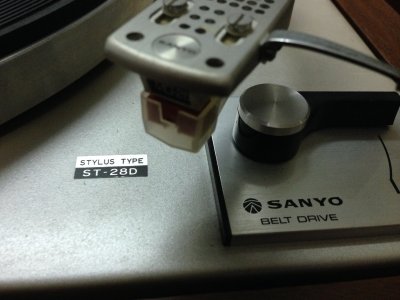 STYLUS TYPE
ST-28D
SANYO
BELT DRIVE